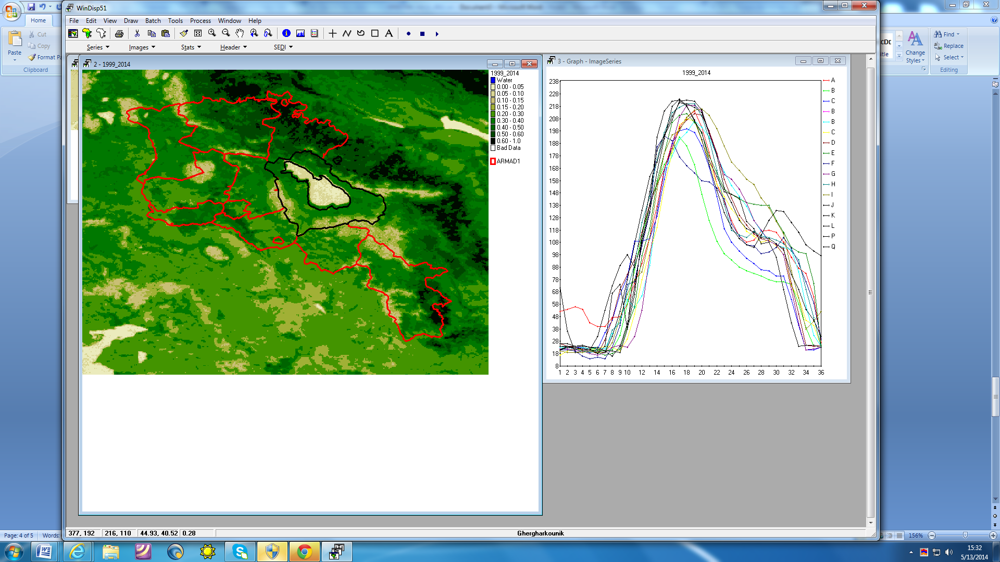 WinDisp51
Home
File Edit View Draw Batch Tools Process Window Help
Cut
Copy
Paste
Format Pa
Clipboard
Series Images Stats Header SEDI
Find
Replace
Select
Change Styles
Editing
2 - 1999_2014
1999_2014
Water
0.00 - 0.05
0.05 - 0.10
0.10 - 0.15
0.15 - 0.20
0.20 - 0.30
0.30 - 0.40
0.40 - 0.50
0.50 - 0.60
0.60 - 1.0
Bad Data
ARMAD1
3 - Graph - ImageSeries
1999_2014
238
228
218
208
198
188
178
168
158
148
138
128
118
108
98
88
78
68
58
48
38
28
18
8
1 2 3 4 5 6 7 8 9 10 12 14 16 18 20 22 24 26 28 30 32 34 36
A
B
C
B
B
C
D
E
F
G
H
I
J
K
L
P
Q
377, 192 216, 110 44.93, 40.52 0.28 Ghergharkounik
Page: 4 of 5 Words: 156%
15:32
5/13/2014